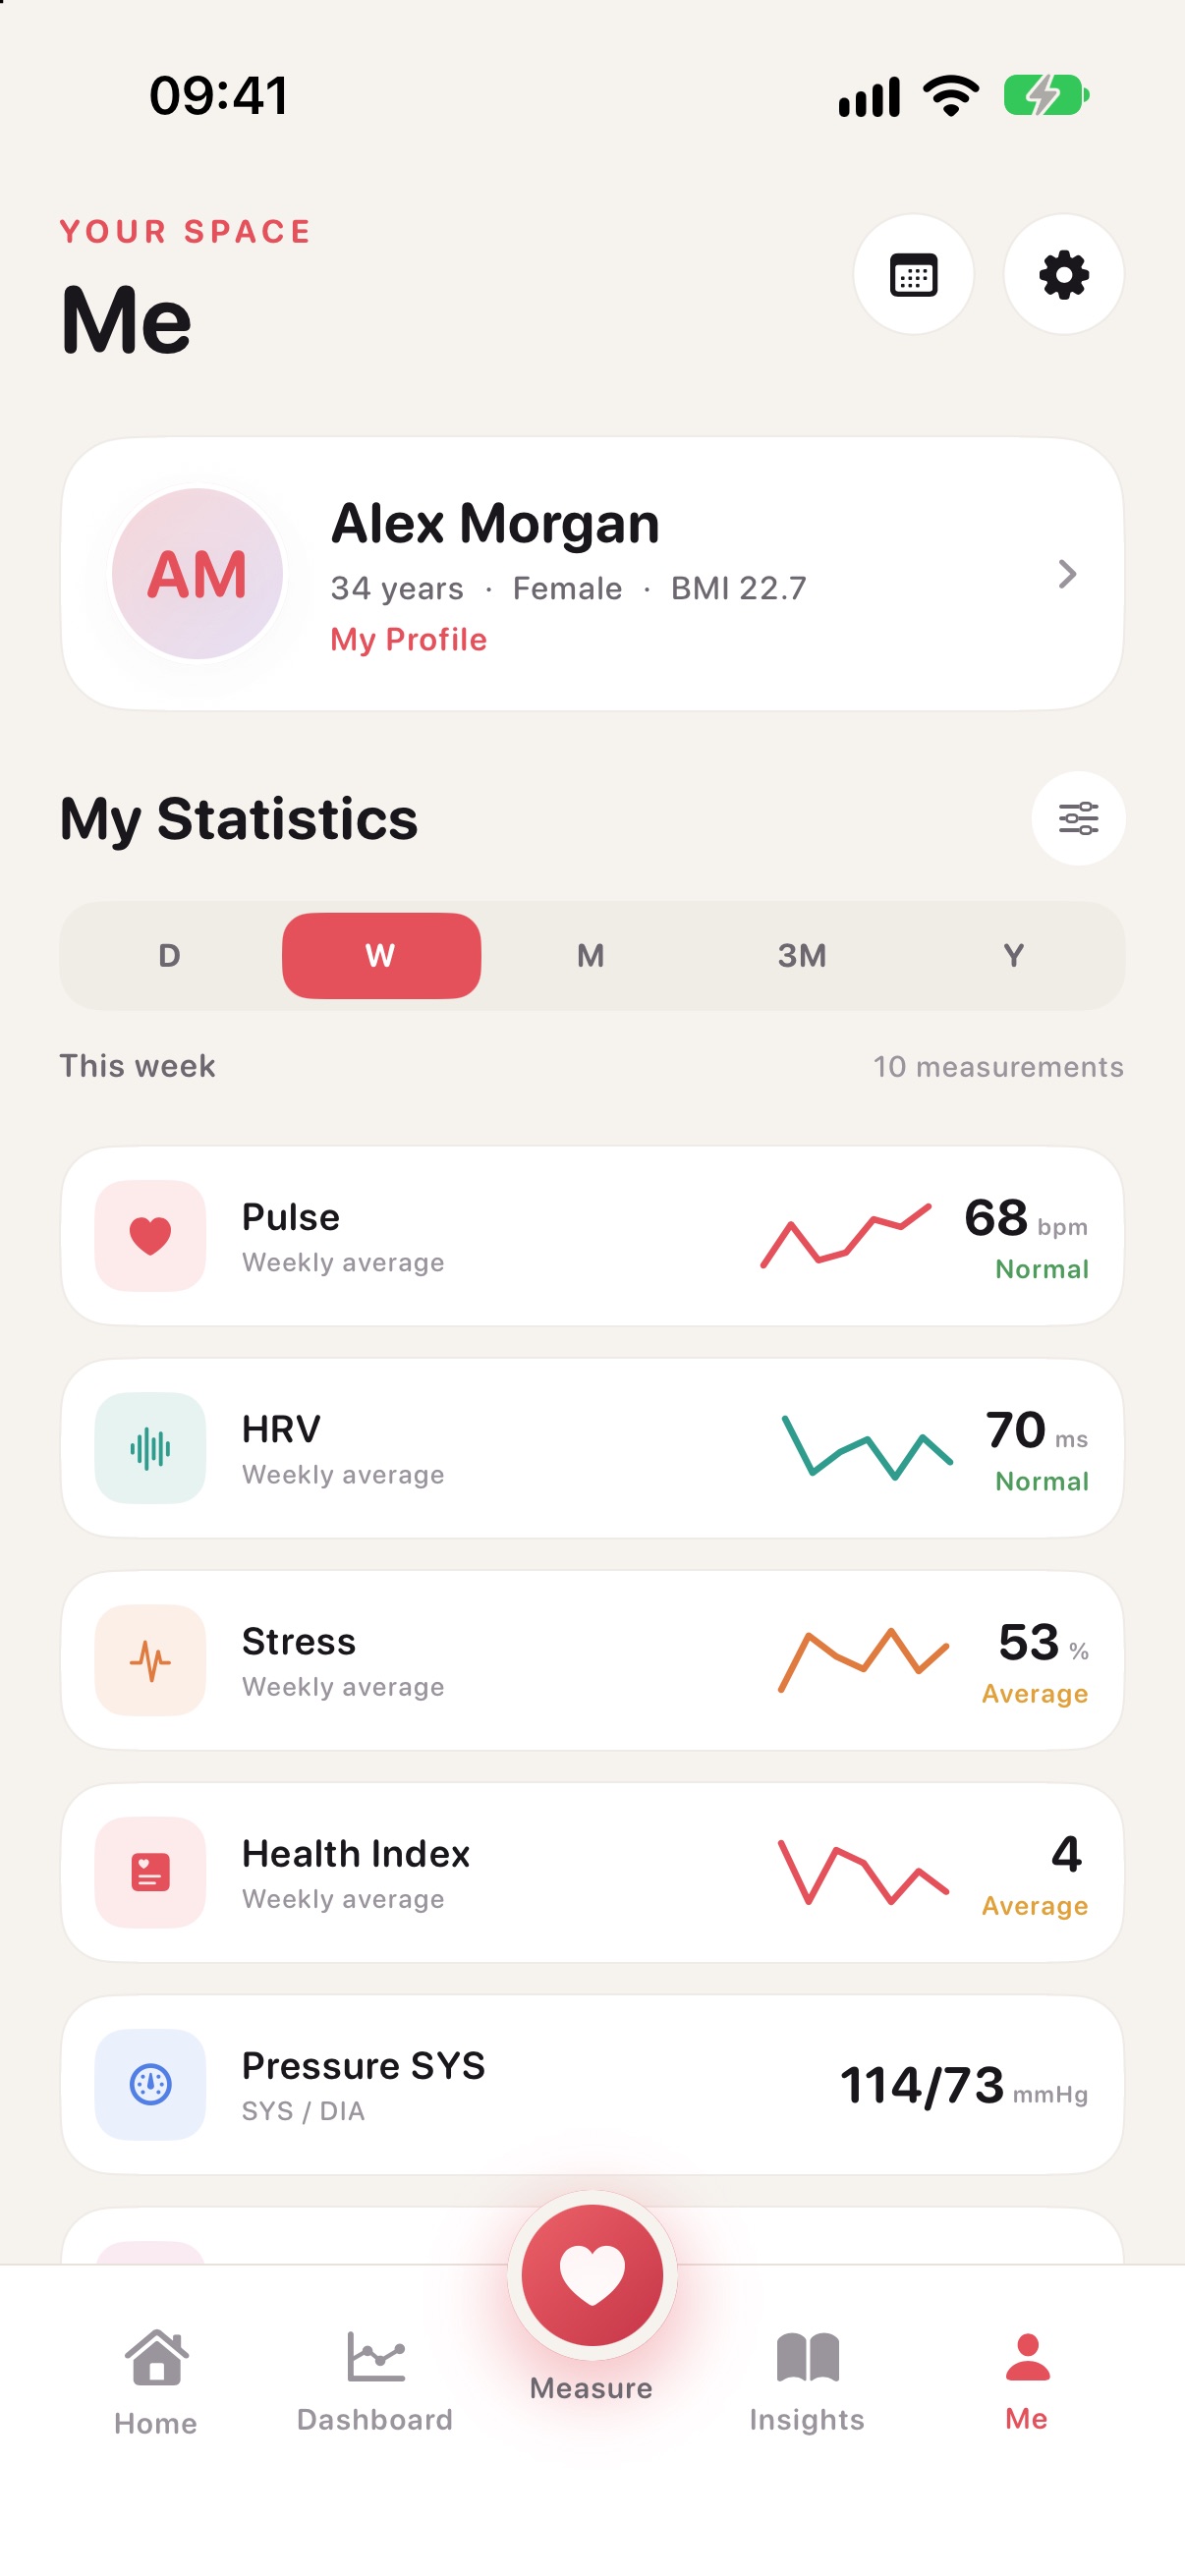 09:41
YOUR SPACE
Me
AM
Alex Morgan
34 years · Female · BMI 22.7
My Profile
My Statistics
D W M 3M Y
This week 10 measurements
Pulse
Weekly average
68 bpm
Normal
HRV
Weekly average
70 ms
Normal
Stress
Weekly average
53 %
Average
Health Index
Weekly average
4
Average
Pressure SYS
SYS / DIA
114/73 mmHg
Home Dashboard Measure Insights Me